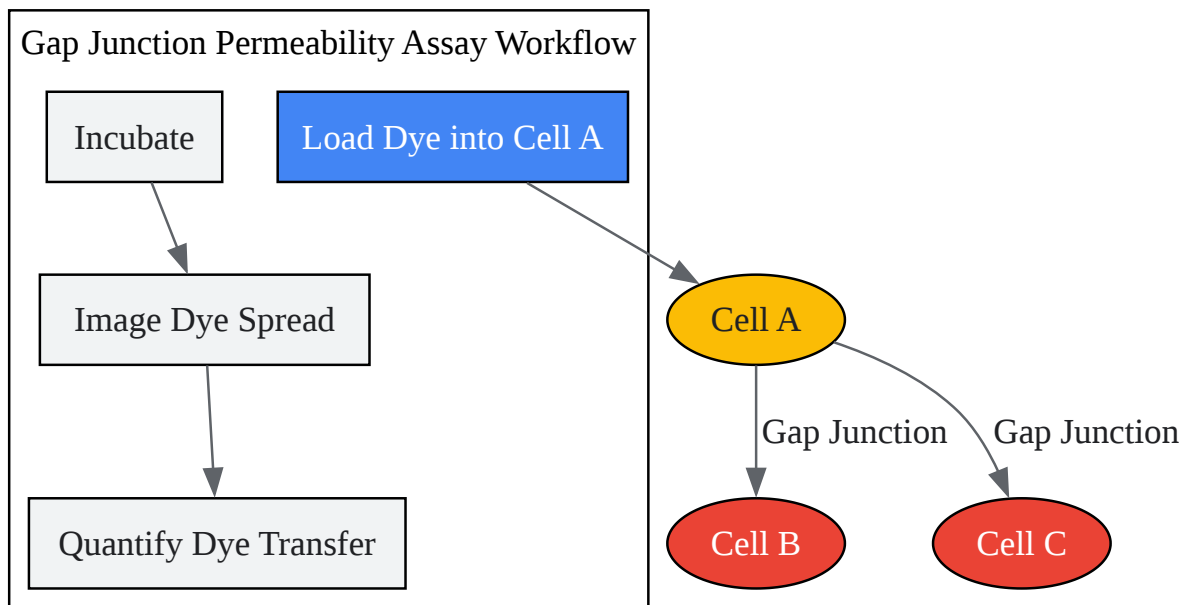 Gap Junction Permeability Assay Workflow
Incubate
Load Dye into Cell A
Image Dye Spread
Cell A
Gap Junction
Gap Junction
Quantify Dye Transfer
Cell B
Cell C